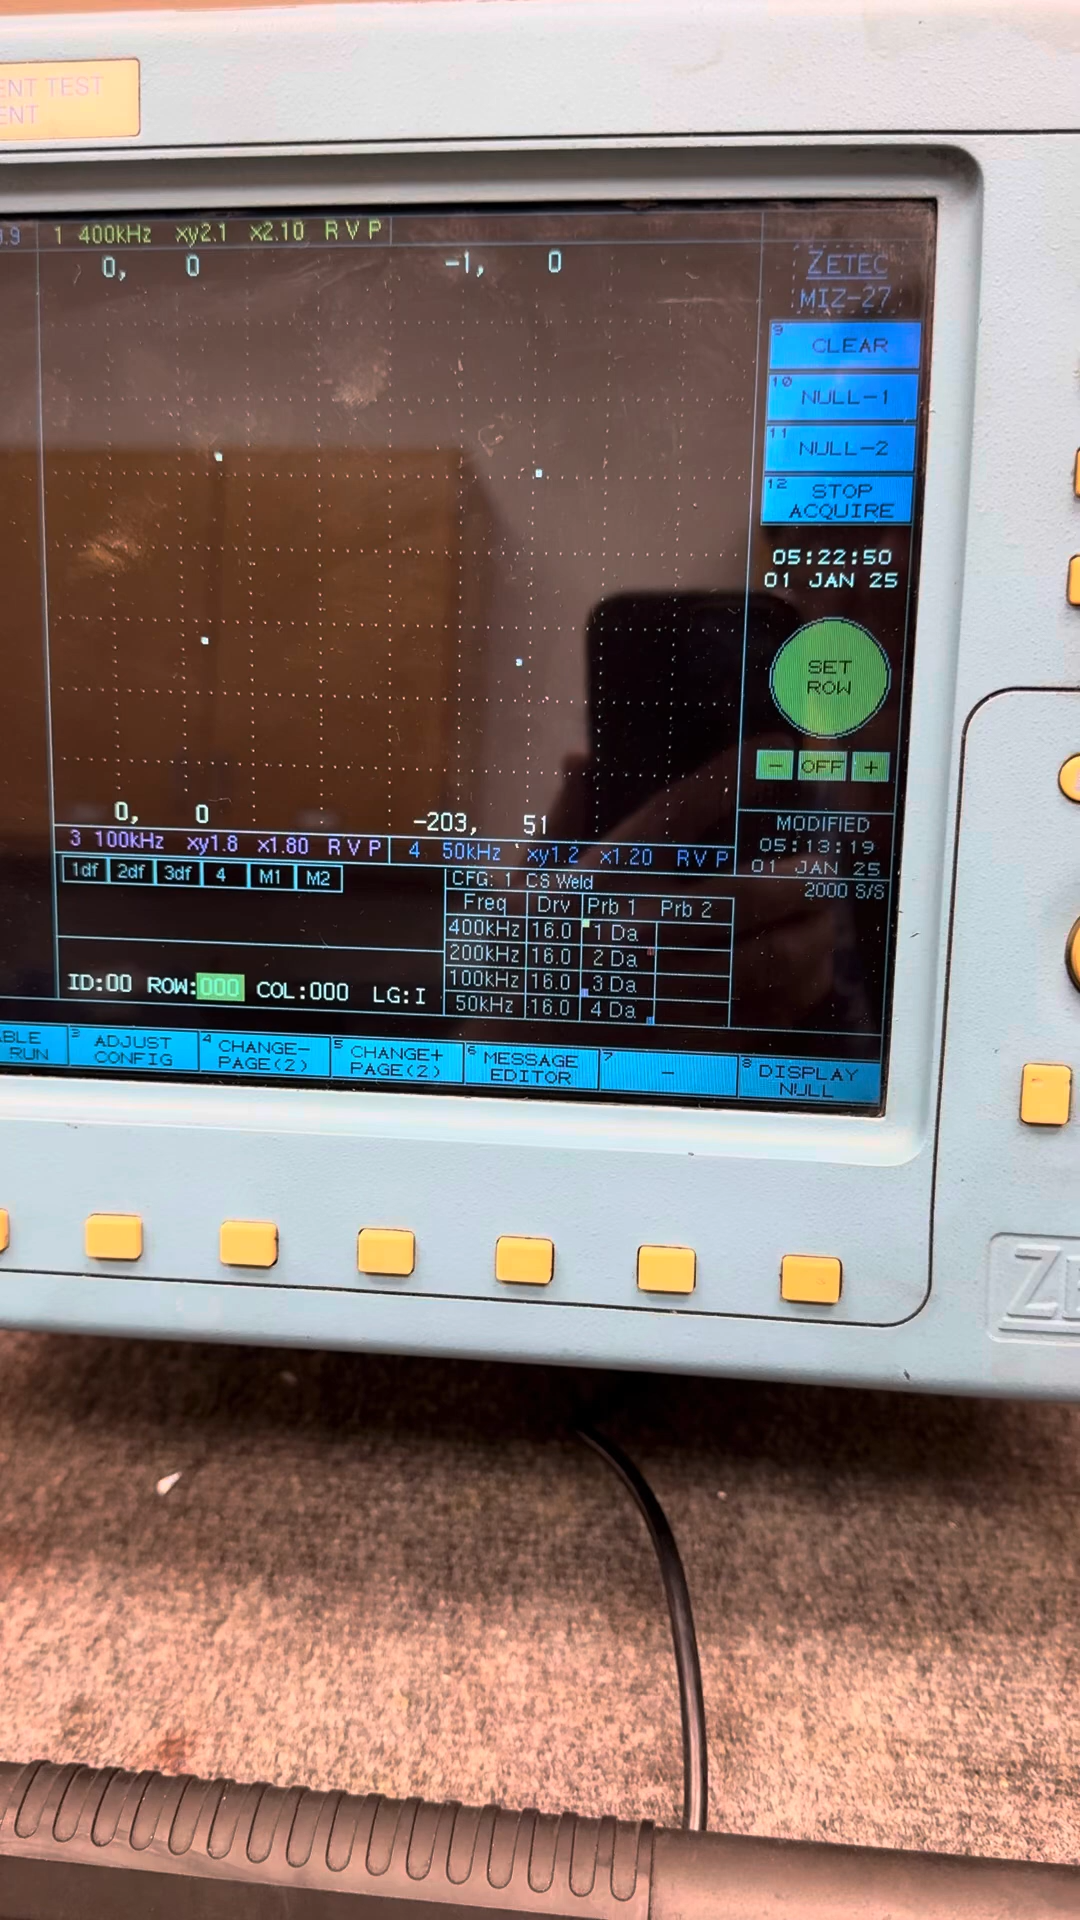 ENT TEST
ENT
.9 1 400kHz xy2.1 x2.10 R V P
0, 0 -1, 0
ZETEC
MIZ-27
9 CLEAR
10 NULL-1
11 NULL-2
12 STOP
ACQUIRE
05:22:50
01 JAN 25
SET
ROW
- OFF +
0, 0 -203, 51
3 100kHz xy1.8 x1.80 R V P 4 50kHz xy1.2 x1.20 R V P
MODIFIED
05:13:19
01 JAN 25
2000 S/S
1df 2df 3df 4 M1 M2
CFG: 1 CS Weld
Freq Drv Prb 1 Prb 2
400kHz 16.0 1 Da
200kHz 16.0 2 Da
100kHz 16.0 3 Da
50kHz 16.0 4 Da
ID:00 ROW:000 COL:000 LG:I
BLE
RUN
3 ADJUST
CONFIG
4 CHANGE-
PAGE(2)
5 CHANGE+
PAGE(2)
6 MESSAGE
EDITOR
7 -
8 DISPLAY
NULL
ZE